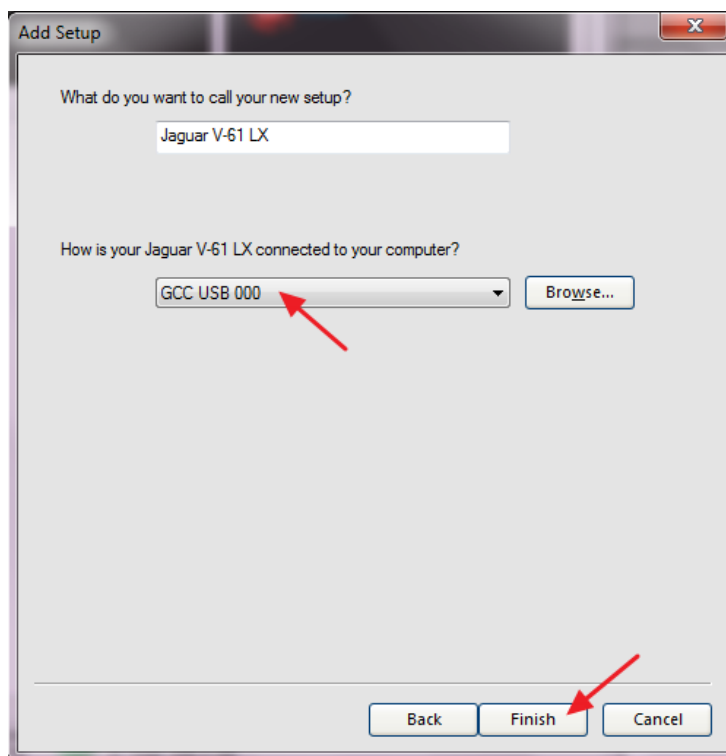 Add Setup
What do you want to call your new setup?
Jaguar V-61 LX
How is your Jaguar V-61 LX connected to your computer?
GCC USB 000
Browse...
Back
Finish
Cancel